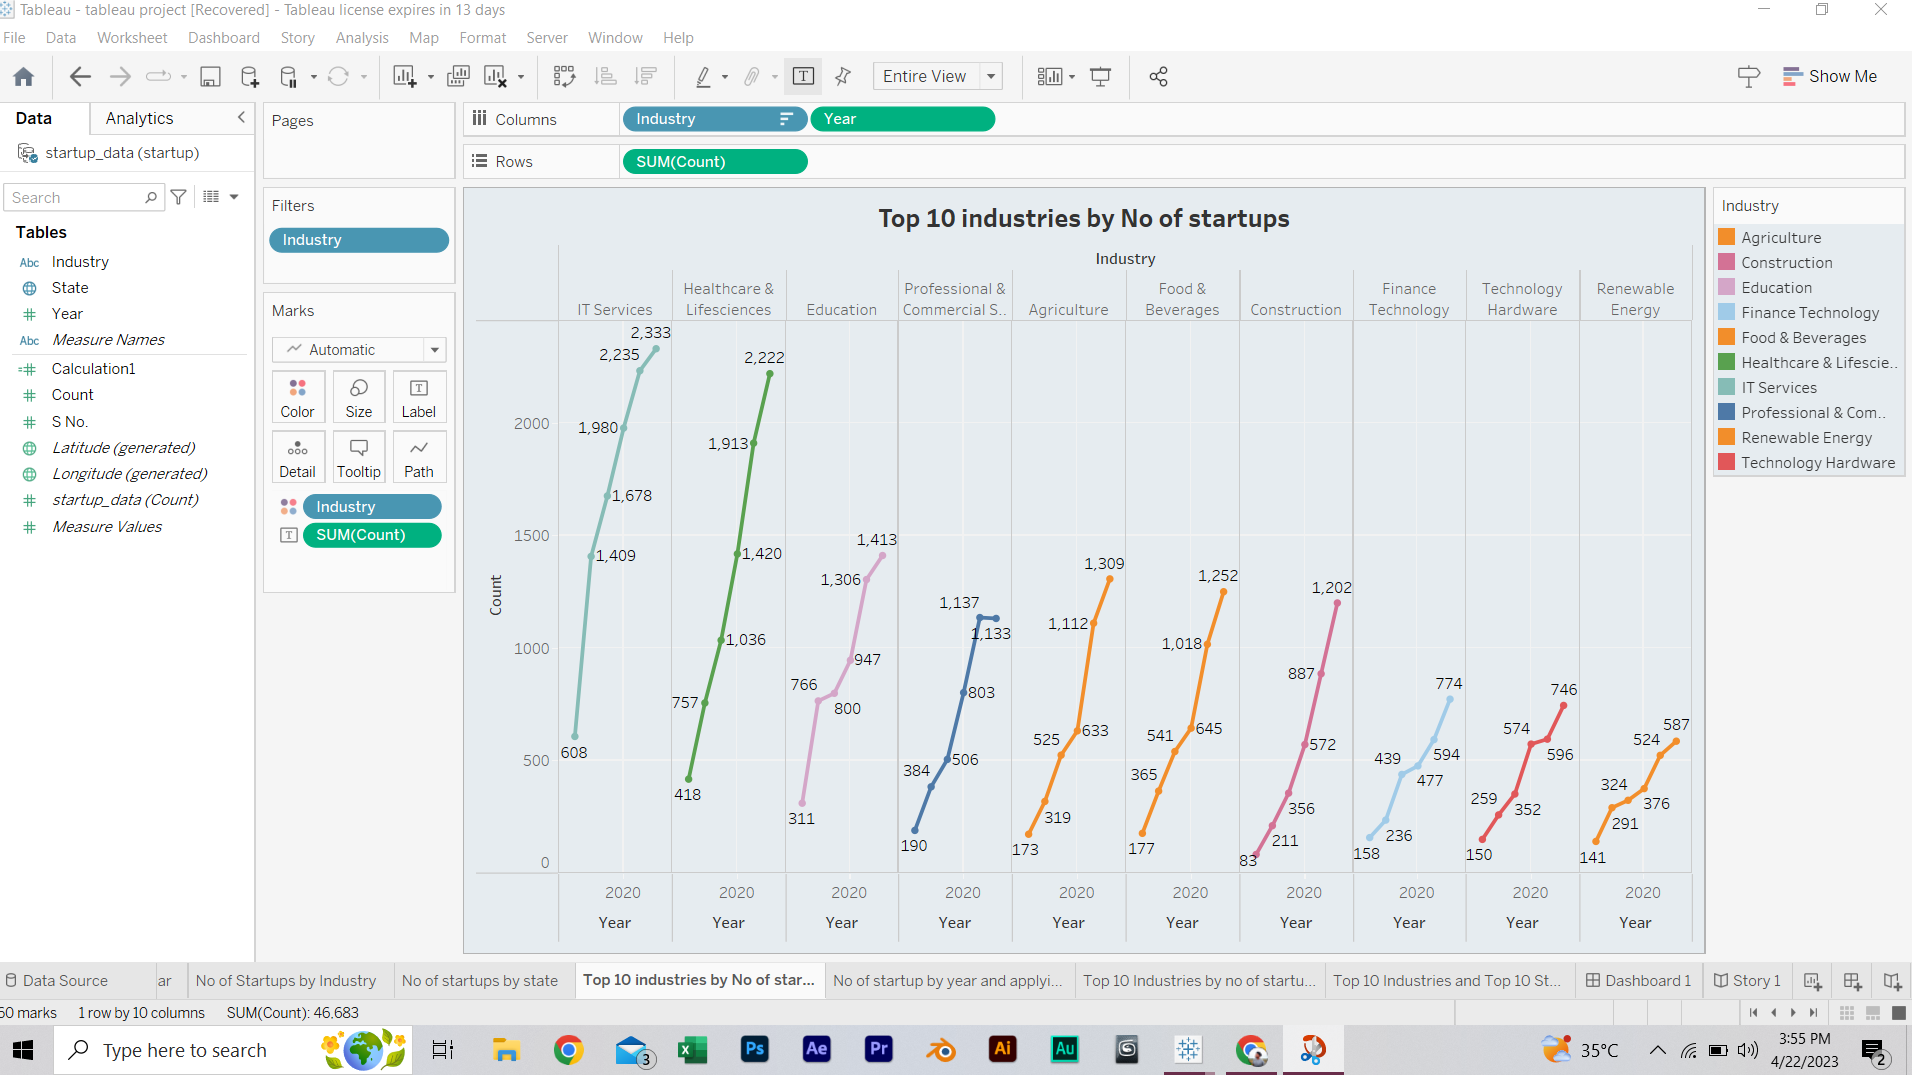 Tableau - tableau project [Recovered] - Tableau license expires in 13 days
File Data Worksheet Dashboard Story Analysis Map Format Server Window Help
Entire View
Show Me
Data Analytics
startup_data (startup)
Search
Tables
Abc Industry
State
Year
Abc Measure Names
Calculation1
Count
S No.
Latitude (generated)
Longitude (generated)
startup_data (Count)
Measure Values
Pages
Filters
Industry
Marks
Automatic
Color Size Label
Detail Tooltip Path
Industry
SUM(Count)
Columns Industry Year
Rows SUM(Count)
Top 10 industries by No of startups
Industry
IT Services
Healthcare &
Lifesciences
Education
Professional &
Commercial S..
Agriculture
Food &
Beverages
Construction
Finance
Technology
Technology
Hardware
Renewable
Energy
Count
2000
1500
1000
500
0
608
1,409
1,678
1,980
2,235
2,333
418
757
1,036
1,420
1,913
2,222
311
766
800
947
1,306
1,413
190
384
506
803
1,137
1,133
173
319
525
633
1,112
1,309
177
365
541
645
1,018
1,252
83
211
356
572
887
1,202
158
236
439
477
594
774
150
259
352
574
596
746
141
291
324
376
524
587
2020 2020 2020 2020 2020 2020 2020 2020 2020 2020
Year Year Year Year Year Year Year Year Year Year
Industry
Agriculture
Construction
Education
Finance Technology
Food & Beverages
Healthcare & Lifescie..
IT Services
Professional & Com..
Renewable Energy
Technology Hardware
Data Source ar No of Startups by Industry No of startups by state Top 10 industries by No of star... No of startup by year and applyi... Top 10 Industries by no of startu... Top 10 Industries and Top 10 St... Dashboard 1 Story 1
60 marks 1 row by 10 columns SUM(Count): 46,683
Type here to search
3
Ps Ae Pr Ai Au
35°C
3:55 PM
4/22/2023
2